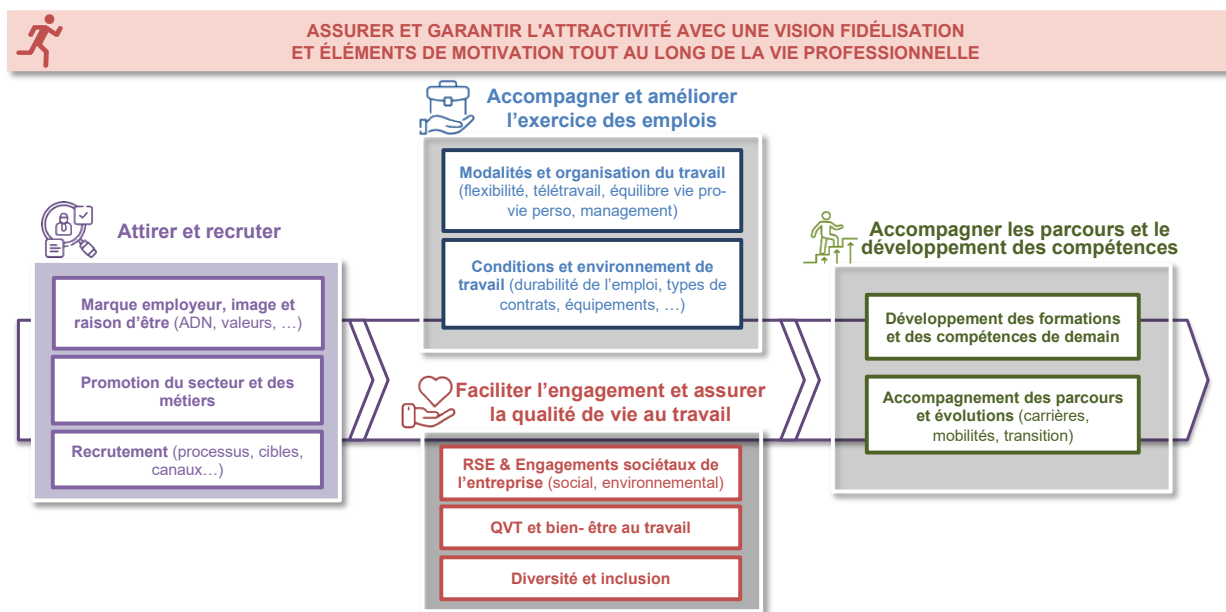 ASSURER ET GARANTIR L'ATTRACTIVITÉ AVEC UNE VISION FIDÉLISATION
ET ÉLÉMENTS DE MOTIVATION TOUT AU LONG DE LA VIE PROFESSIONNELLE
Attirer et recruter
Marque employeur, image et
raison d’être (ADN, valeurs, …)
Promotion du secteur et des
métiers
Recrutement (processus, cibles,
canaux…)
Accompagner et améliorer
l’exercice des emplois
Modalités et organisation du travail
(flexibilité, télétravail, équilibre vie pro-
vie perso, management)
Conditions et environnement de
travail (durabilité de l’emploi, types de
contrats, équipements, …)
Faciliter l’engagement et assurer
la qualité de vie au travail
RSE & Engagements sociétaux de
l’entreprise (social, environnemental)
QVT et bien- être au travail
Diversité et inclusion
Accompagner les parcours et le
développement des compétences
Développement des formations
et des compétences de demain
Accompagnement des parcours
et évolutions (carrières,
mobilités, transition)